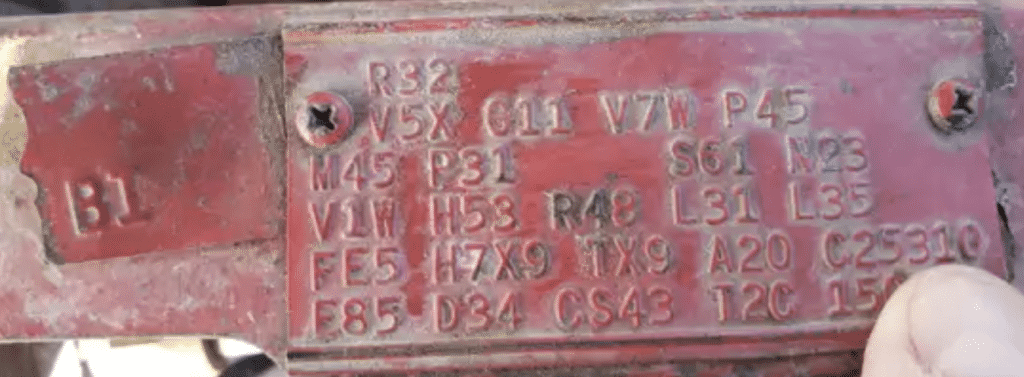 B1
R32
V5X G11 V7W P45
M45 P31 S61 N23
V1W H53 R48 L31 L35
FE5 H7X9 TX9 A20 C25310
E85 D34 CS43 T2C